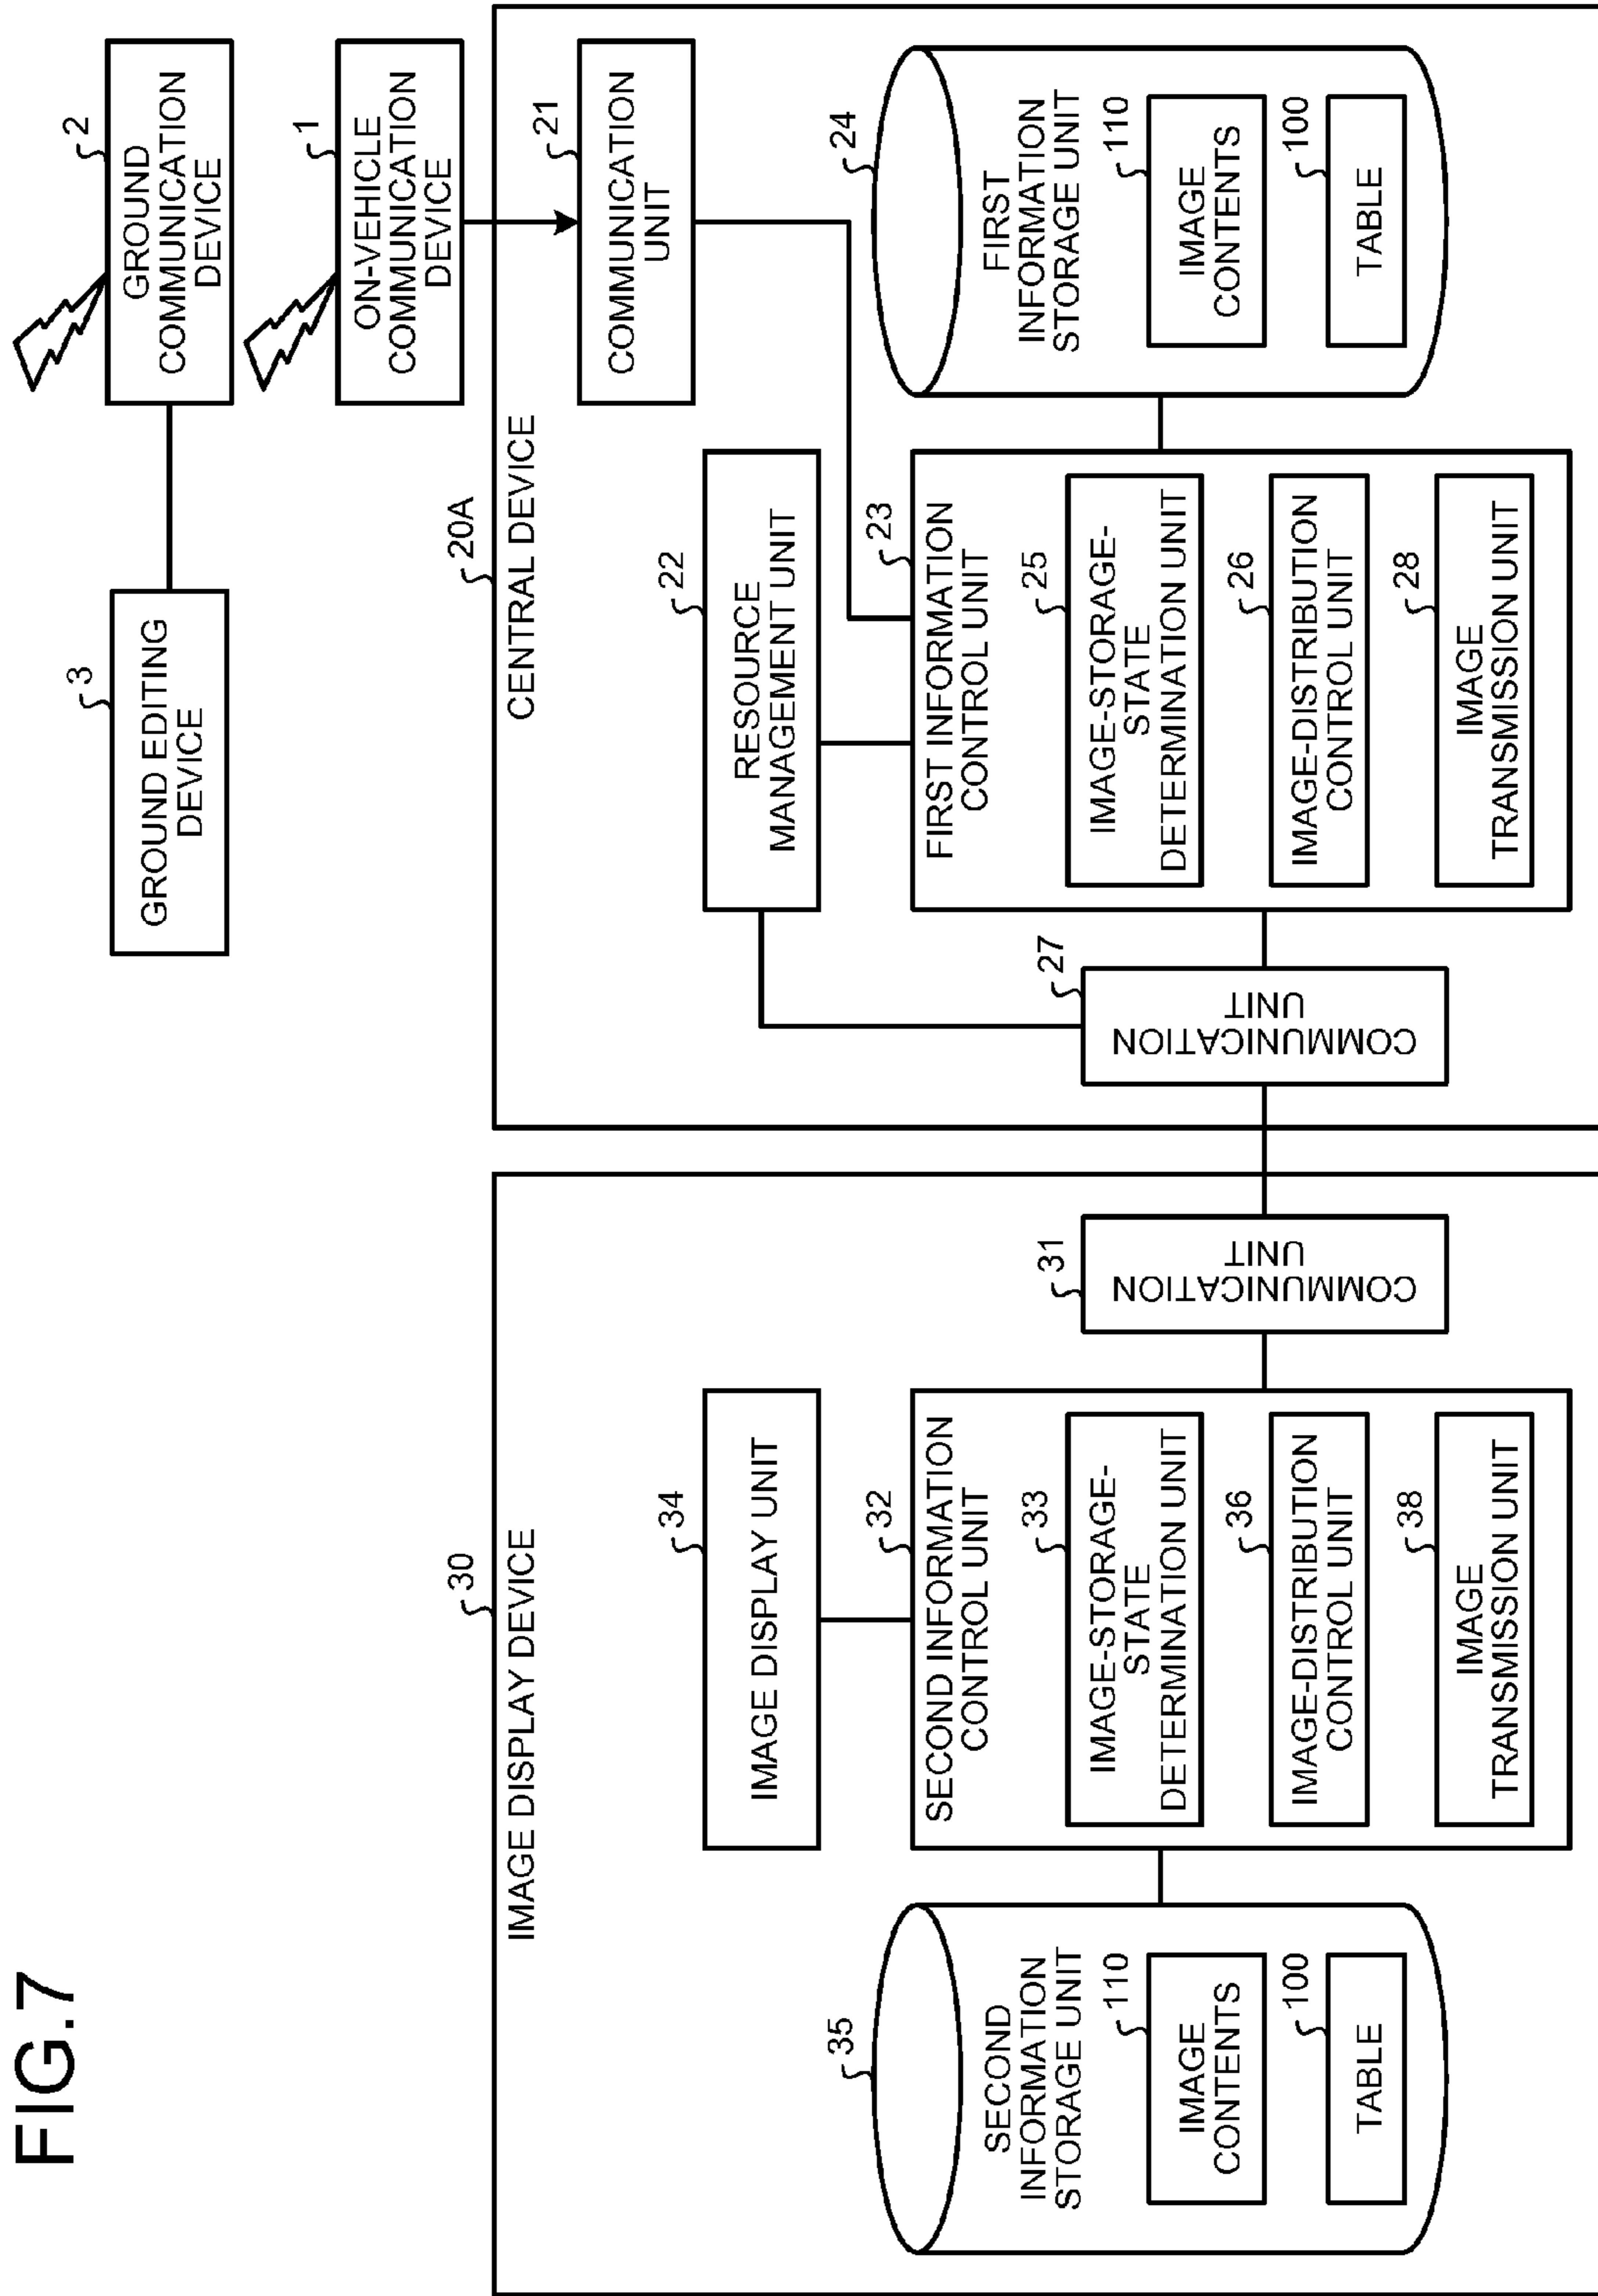 FIG.7
3
GROUND EDITING
DEVICE
2
GROUND
COMMUNICATION
DEVICE
1
ON-VEHICLE
COMMUNICATION
DEVICE
30
IMAGE DISPLAY DEVICE
34
IMAGE DISPLAY UNIT
35
SECOND
INFORMATION
STORAGE UNIT
110
IMAGE
CONTENTS
100
TABLE
32
SECOND INFORMATION
CONTROL UNIT
33
IMAGE-STORAGE-
STATE
DETERMINATION UNIT
36
IMAGE-DISTRIBUTION
CONTROL UNIT
38
IMAGE
TRANSMISSION UNIT
31
COMMUNICATION
UNIT
20A
CENTRAL DEVICE
21
COMMUNICATION
UNIT
22
RESOURCE
MANAGEMENT UNIT
27
COMMUNICATION
UNIT
23
FIRST INFORMATION
CONTROL UNIT
25
IMAGE-STORAGE-
STATE
DETERMINATION UNIT
26
IMAGE-DISTRIBUTION
CONTROL UNIT
28
IMAGE
TRANSMISSION UNIT
24
FIRST
INFORMATION
STORAGE UNIT
110
IMAGE
CONTENTS
100
TABLE